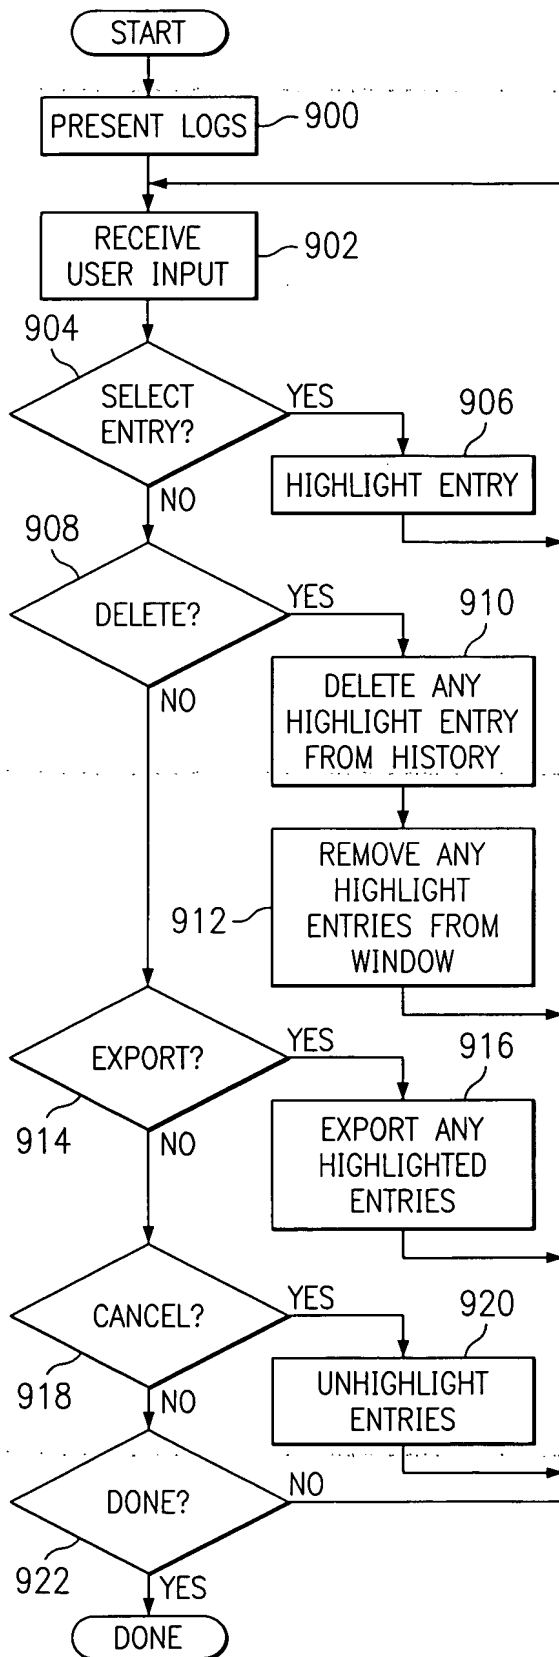 START
PRESENT LOGS
900
RECEIVE
USER INPUT
902
904
SELECT
ENTRY?
YES
906
HIGHLIGHT ENTRY
NO
908
DELETE?
YES
910
DELETE ANY
HIGHLIGHT ENTRY
FROM HISTORY
NO
REMOVE ANY
HIGHLIGHT
ENTRIES FROM
WINDOW
912
EXPORT?
YES
916
914
NO
EXPORT ANY
HIGHLIGHTED
ENTRIES
CANCEL?
YES
920
918
NO
UNHIGHLIGHT
ENTRIES
DONE?
NO
922
YES
DONE